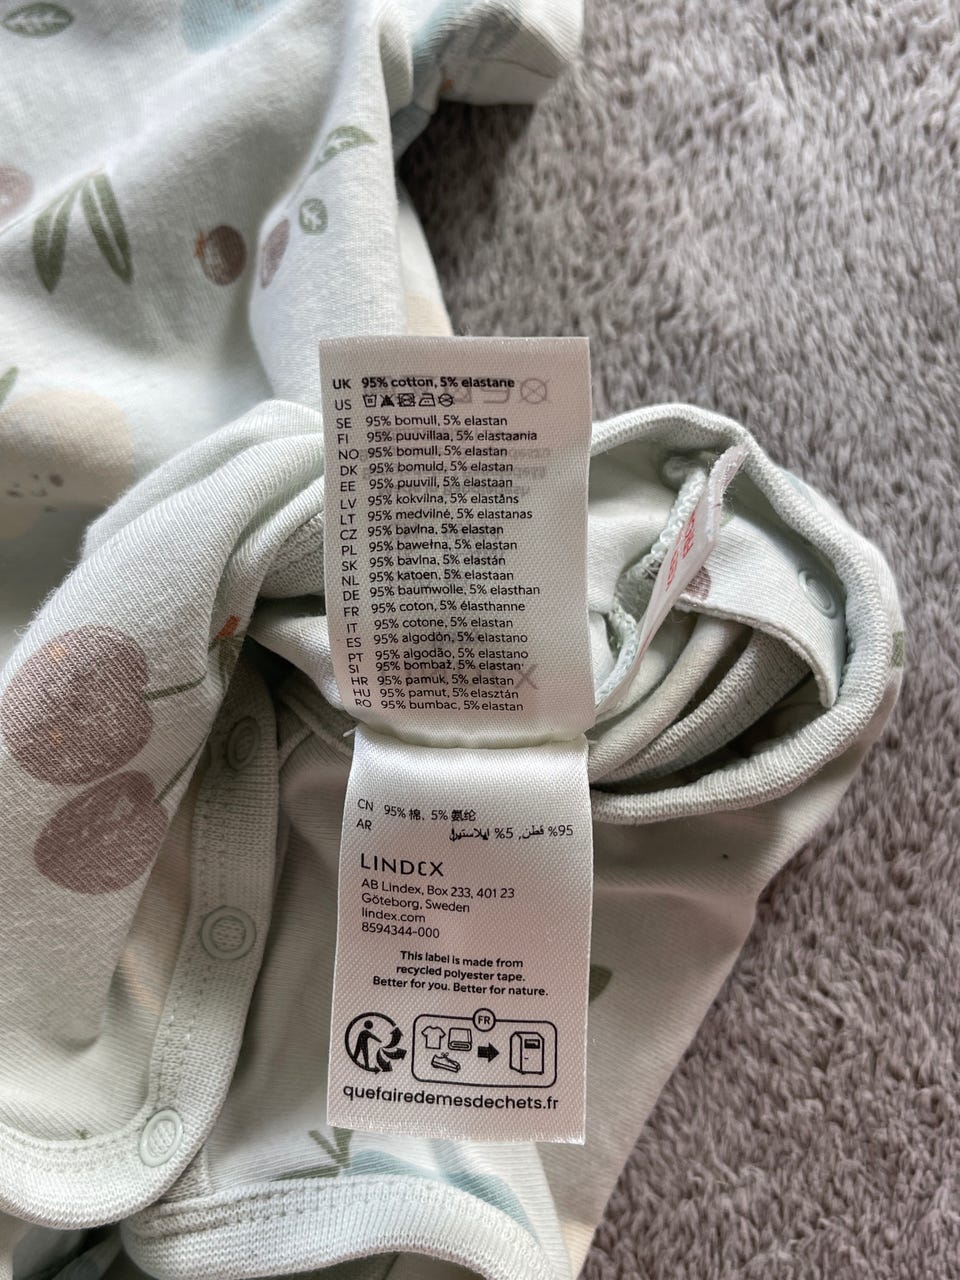 UK 95% cotton, 5% elastane
US
SE 95% bomull, 5% elastan
FI 95% puuvillaa, 5% elastaania
NO 95% bomull, 5% elastan
DK 95% bomuld, 5% elastan
EE 95% puuvill, 5% elastaan
LV 95% kokvilna, 5% elastāns
LT 95% medvilnė, 5% elastanas
CZ 95% bavlna, 5% elastan
PL 95% bawełna, 5% elastan
SK 95% bavlna, 5% elastán
NL 95% katoen, 5% elastaan
DE 95% baumwolle, 5% elasthan
FR 95% coton, 5% élasthanne
IT 95% cotone, 5% elastan
ES 95% algodón, 5% elastano
PT 95% algodão, 5% elastano
SI 95% bombaž, 5% elastan
HR 95% pamuk, 5% elastan
HU 95% pamut, 5% elasztán
RO 95% bumbac, 5% elastan
CN 95% 棉, 5% 氨纶
AR 95% قطن, 5% ايلاستين
LINDEX
AB Lindex, Box 233, 401 23
Göteborg, Sweden
lindex.com
8594344-000
This label is made from
recycled polyester tape.
Better for you. Better for nature.
FR
quefairedemesdechets.fr